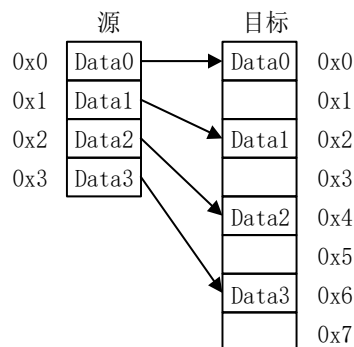 源 目标
0x0 Data0 Data0 0x0
0x1 Data1 0x1
0x2 Data2 Data1 0x2
0x3 Data3 0x3
Data2 0x4
0x5
Data3 0x6
0x7